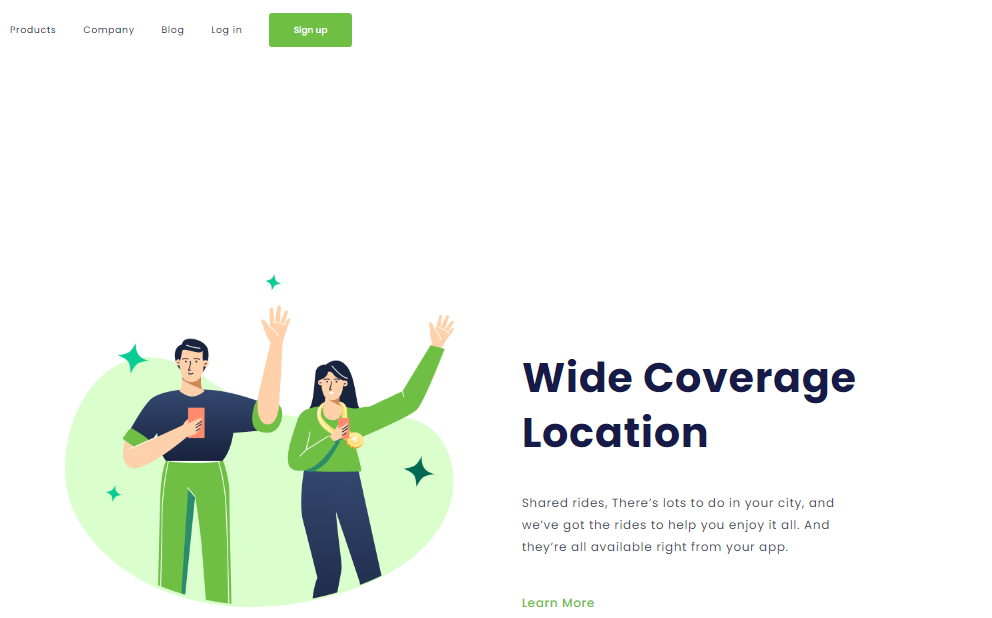 Products Company Blog Log in Sign up
Wide Coverage
Location
Shared rides, There’s lots to do in your city, and
we’ve got the rides to help you enjoy it all. And
they’re all available right from your app.
Learn More